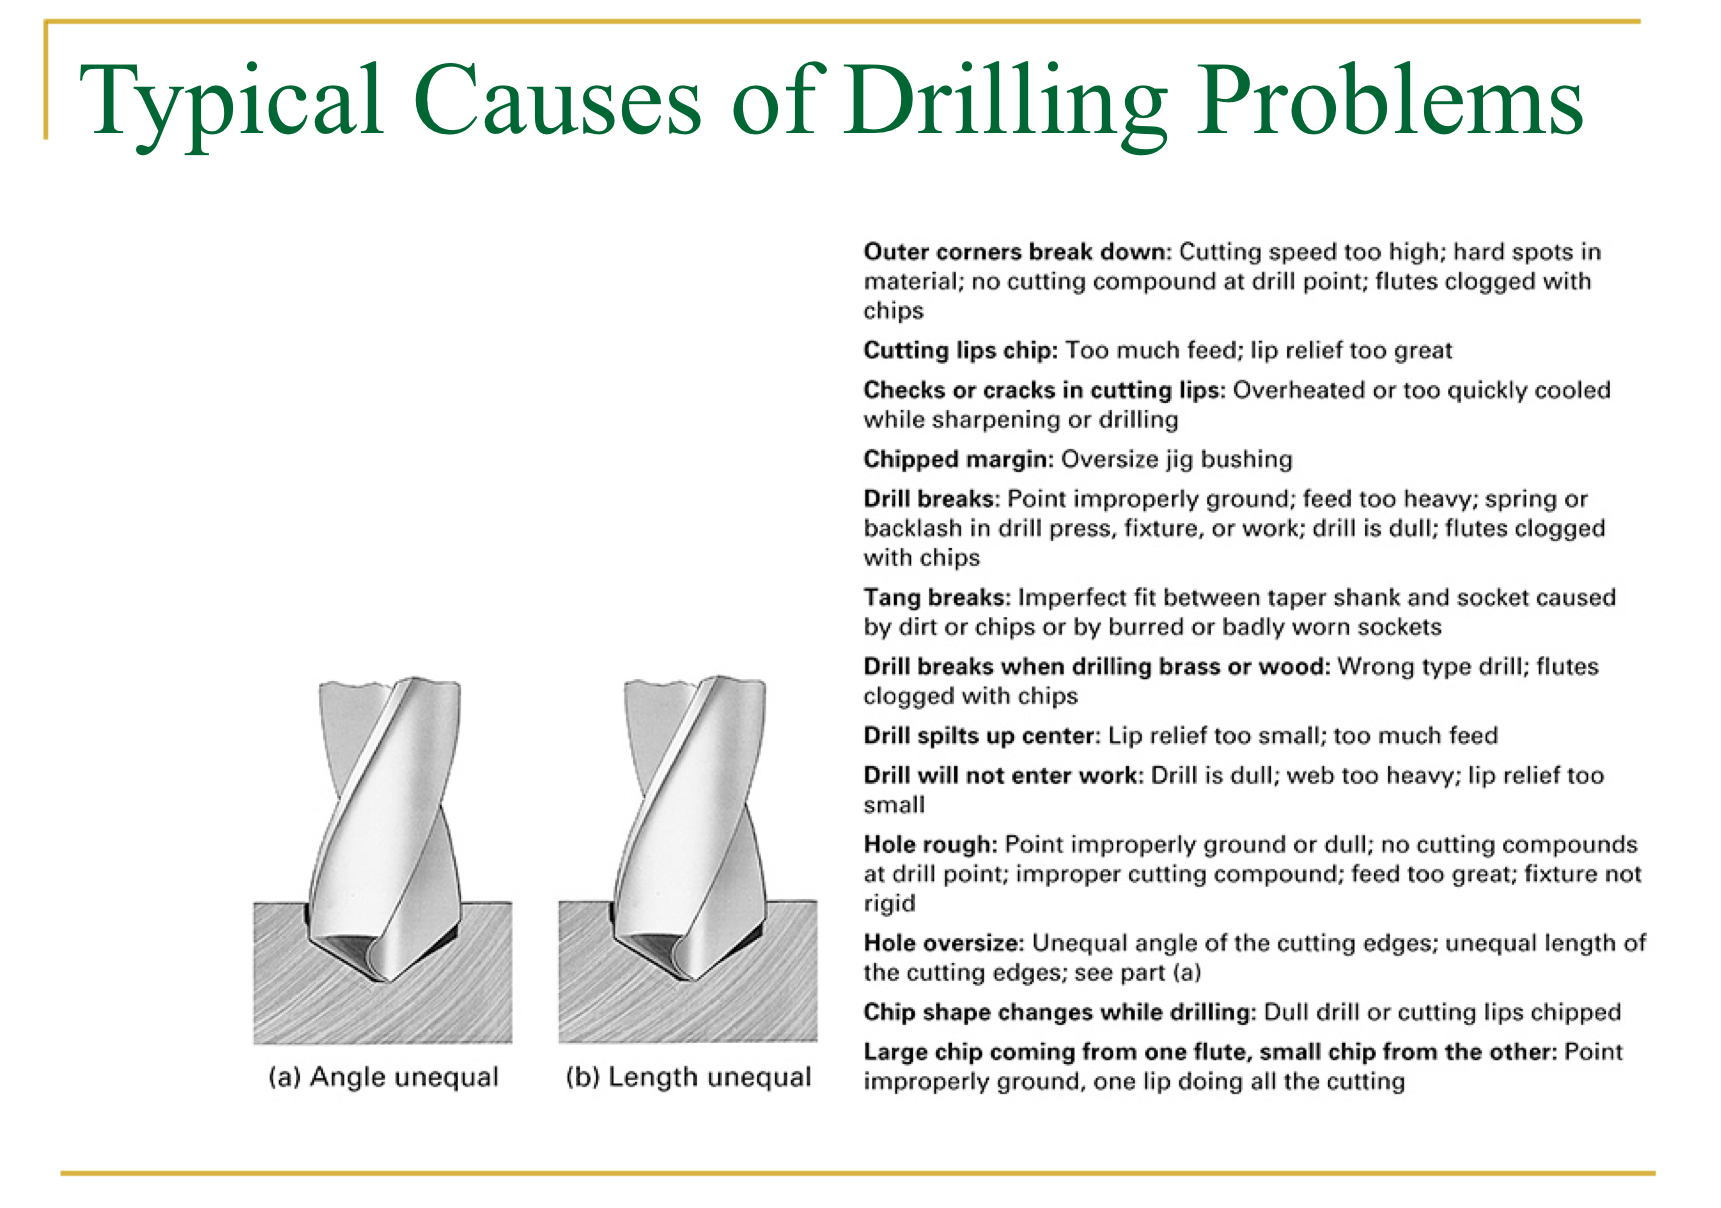 Typical Causes of Drilling Problems
Outer corners break down: Cutting speed too high; hard spots in
material; no cutting compound at drill point; flutes clogged with
chips
Cutting lips chip: Too much feed; lip relief too great
Checks or cracks in cutting lips: Overheated or too quickly cooled
while sharpening or drilling
Chipped margin: Oversize jig bushing
Drill breaks: Point improperly ground; feed too heavy; spring or
backlash in drill press, fixture, or work; drill is dull; flutes clogged
with chips
Tang breaks: Imperfect fit between taper shank and socket caused
by dirt or chips or by burred or badly worn sockets
Drill breaks when drilling brass or wood: Wrong type drill; flutes
clogged with chips
Drill spilts up center: Lip relief too small; too much feed
Drill will not enter work: Drill is dull; web too heavy; lip relief too
small
Hole rough: Point improperly ground or dull; no cutting compounds
at drill point; improper cutting compound; feed too great; fixture not
rigid
Hole oversize: Unequal angle of the cutting edges; unequal length of
the cutting edges; see part (a)
Chip shape changes while drilling: Dull drill or cutting lips chipped
Large chip coming from one flute, small chip from the other: Point
improperly ground, one lip doing all the cutting
(a) Angle unequal
(b) Length unequal